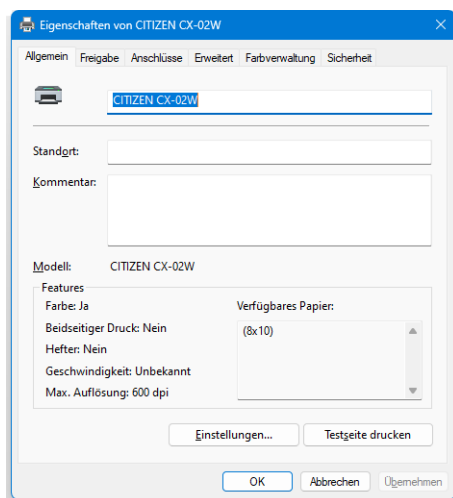 Eigenschaften von CITIZEN CX-02W
Allgemein Freigabe Anschlüsse Erweitert Farbverwaltung Sicherheit
CITIZEN CX-02W
Standort:
Kommentar:
Modell: CITIZEN CX-02W
Features
Farbe: Ja Verfügbares Papier:
Beidseitiger Druck: Nein (8x10)
Hefter: Nein
Geschwindigkeit: Unbekannt
Max. Auflösung: 600 dpi
Einstellungen... Testseite drucken
OK Abbrechen Übernehmen